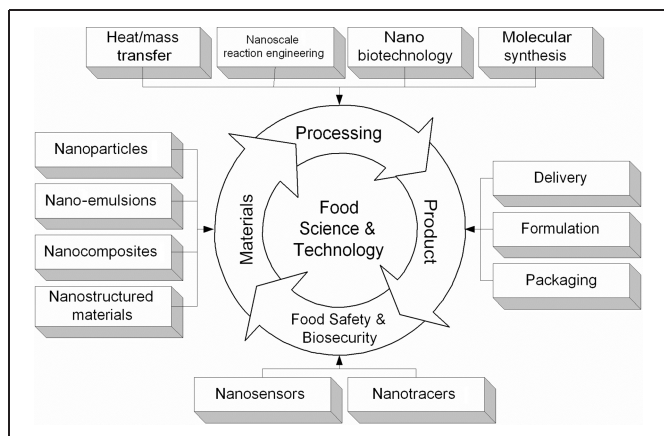 Heat/mass
transfer
Nanoscale
reaction engineering
Nano
biotechnology
Molecular
synthesis
Processing
Nanoparticles
Nano-emulsions
Nanocomposites
Nanostructured
materials
Materials
Food
Science &
Technology
Product
Delivery
Formulation
Packaging
Food Safety &
Biosecurity
Nanosensors
Nanotracers